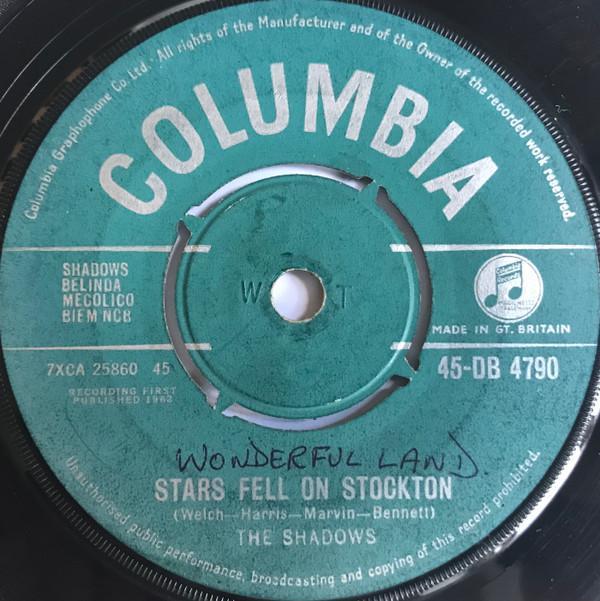 Columbia Graphophone Co Ltd. All rights of the Manufacturer and of the Owner of the recorded work reserved.
COLUMBIA
SHADOWS
BELINDA
MECOLICO
BIEM NCB
W T
Columbia
Records
MADE IN GT. BRITAIN
7XCA 25860 45
45-DB 4790
RECORDING FIRST
PUBLISHED 1962
WONDERFUL LAND.
STARS FELL ON STOCKTON
(Welch—Harris—Marvin—Bennett)
THE SHADOWS
Unauthorised public performance, broadcasting and copying of this record prohibited.